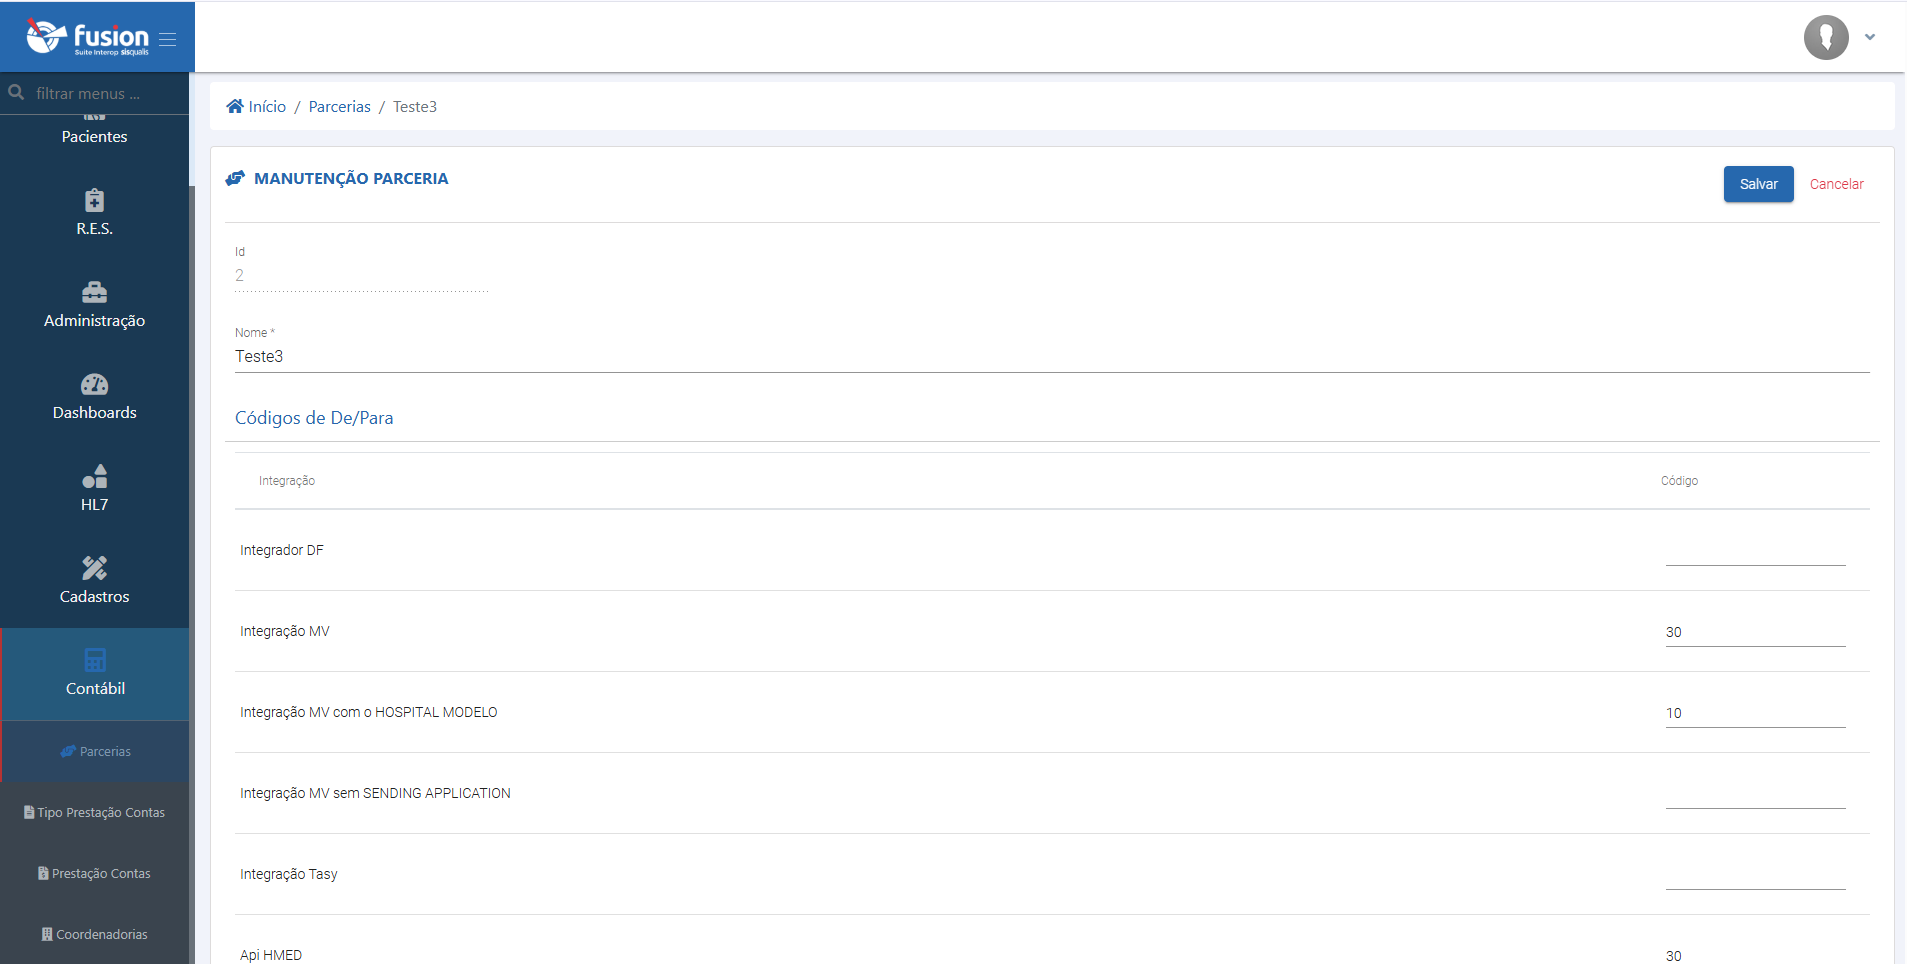 fusion
Suite Interop sisqualis
filtrar menus ...
Pacientes
R.E.S.
Administração
Dashboards
HL7
Cadastros
Contábil
Parcerias
Tipo Prestação Contas
Prestação Contas
Coordenadorias
Início / Parcerias / Teste3
MANUTENÇÃO PARCERIA
Salvar Cancelar
Id
2
Nome *
Teste3
Códigos de De/Para
Integração Código
Integrador DF
Integração MV 30
Integração MV com o HOSPITAL MODELO 10
Integração MV sem SENDING APPLICATION
Integração Tasy
Api HMED 30